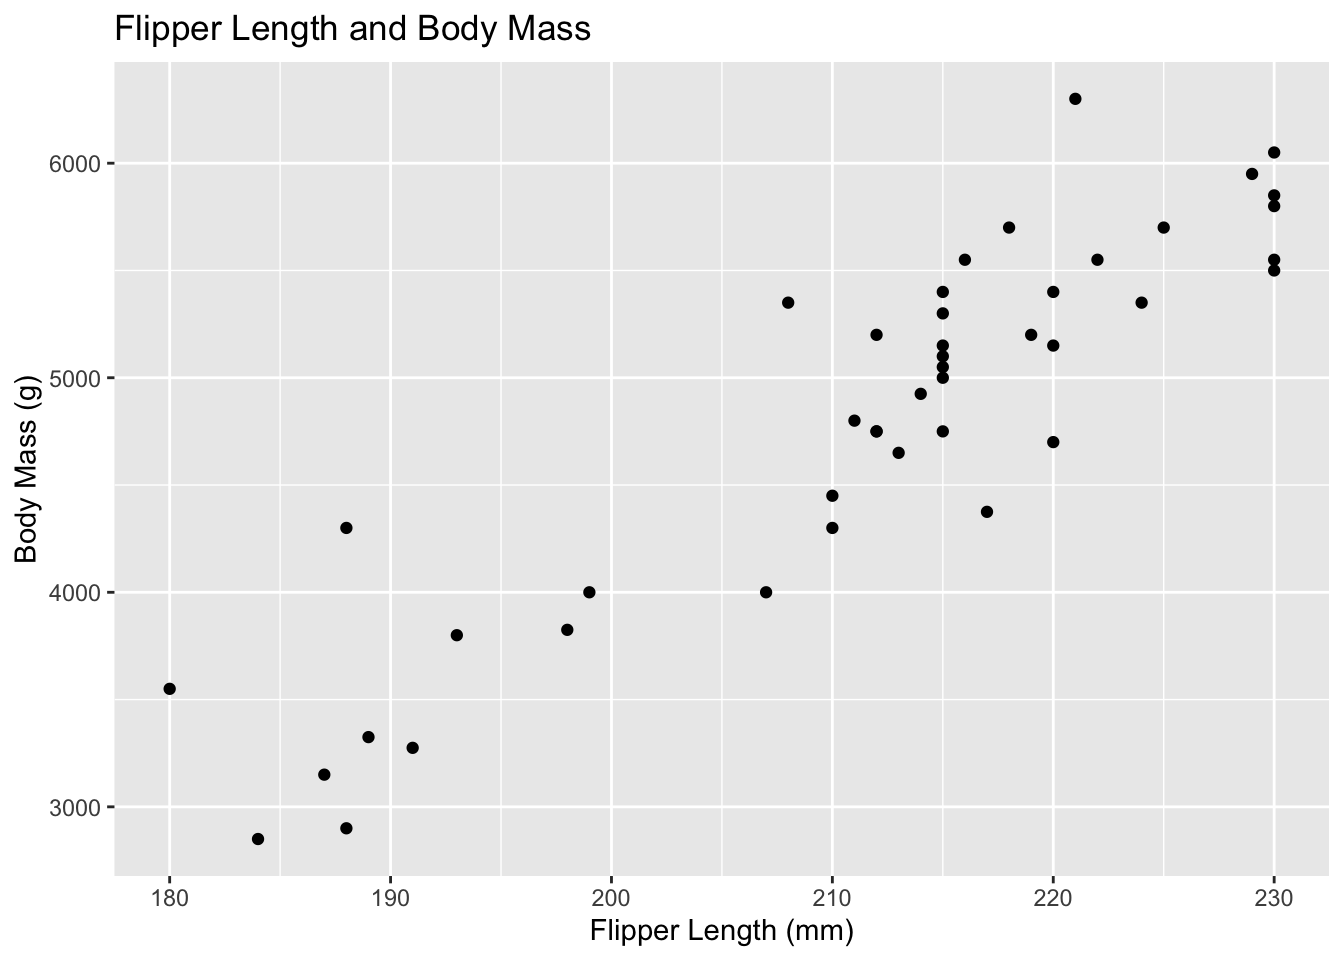 Flipper Length and Body Mass
Body Mass (g)
6000
5000
4000
3000
180 190 200 210 220 230
Flipper Length (mm)